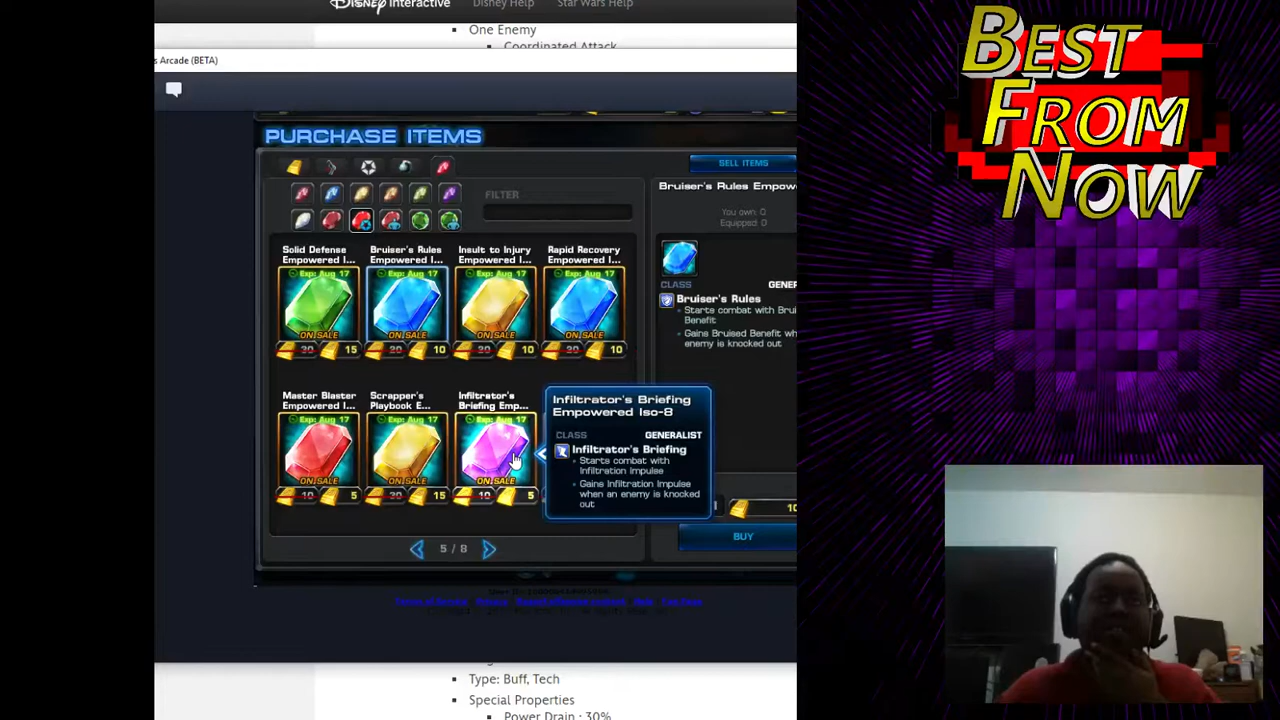 Disney Interactive Disney Help Star Wars Help
One Enemy
Coordinated Attack
s Arcade (BETA)
PURCHASE ITEMS
SELL ITEMS
FILTER
Bruiser's Rules Empow
You own: 0
Equipped: 0
CLASS GENER
Bruiser's Rules
Starts combat with Brui
Benefit
Gains Bruised Benefit wh
enemy is knocked out
Solid Defense Empowered I...
Exp: Aug 17
ON SALE
30 15
Bruiser's Rules Empowered I...
Exp: Aug 17
ON SALE
20 10
Insult to Injury Empowered I...
Exp: Aug 17
ON SALE
20 10
Rapid Recovery Empowered I...
Exp: Aug 17
ON SALE
20 10
Master Blaster Empowered I...
Exp: Aug 17
ON SALE
10 5
Scrapper's Playbook E...
Exp: Aug 17
ON SALE
30 15
Infiltrator's Briefing Emp...
Exp: Aug 17
ON SALE
10 5
Infiltrator's Briefing
Empowered Iso-8
CLASS GENERALIST
Infiltrator's Briefing
Starts combat with
Infiltration Impulse
Gains Infiltration Impulse
when an enemy is knocked
out
10
BUY
5 / 8
Type: Buff, Tech
Special Properties
Power Drain : 30%
BEST
FROM
NOW